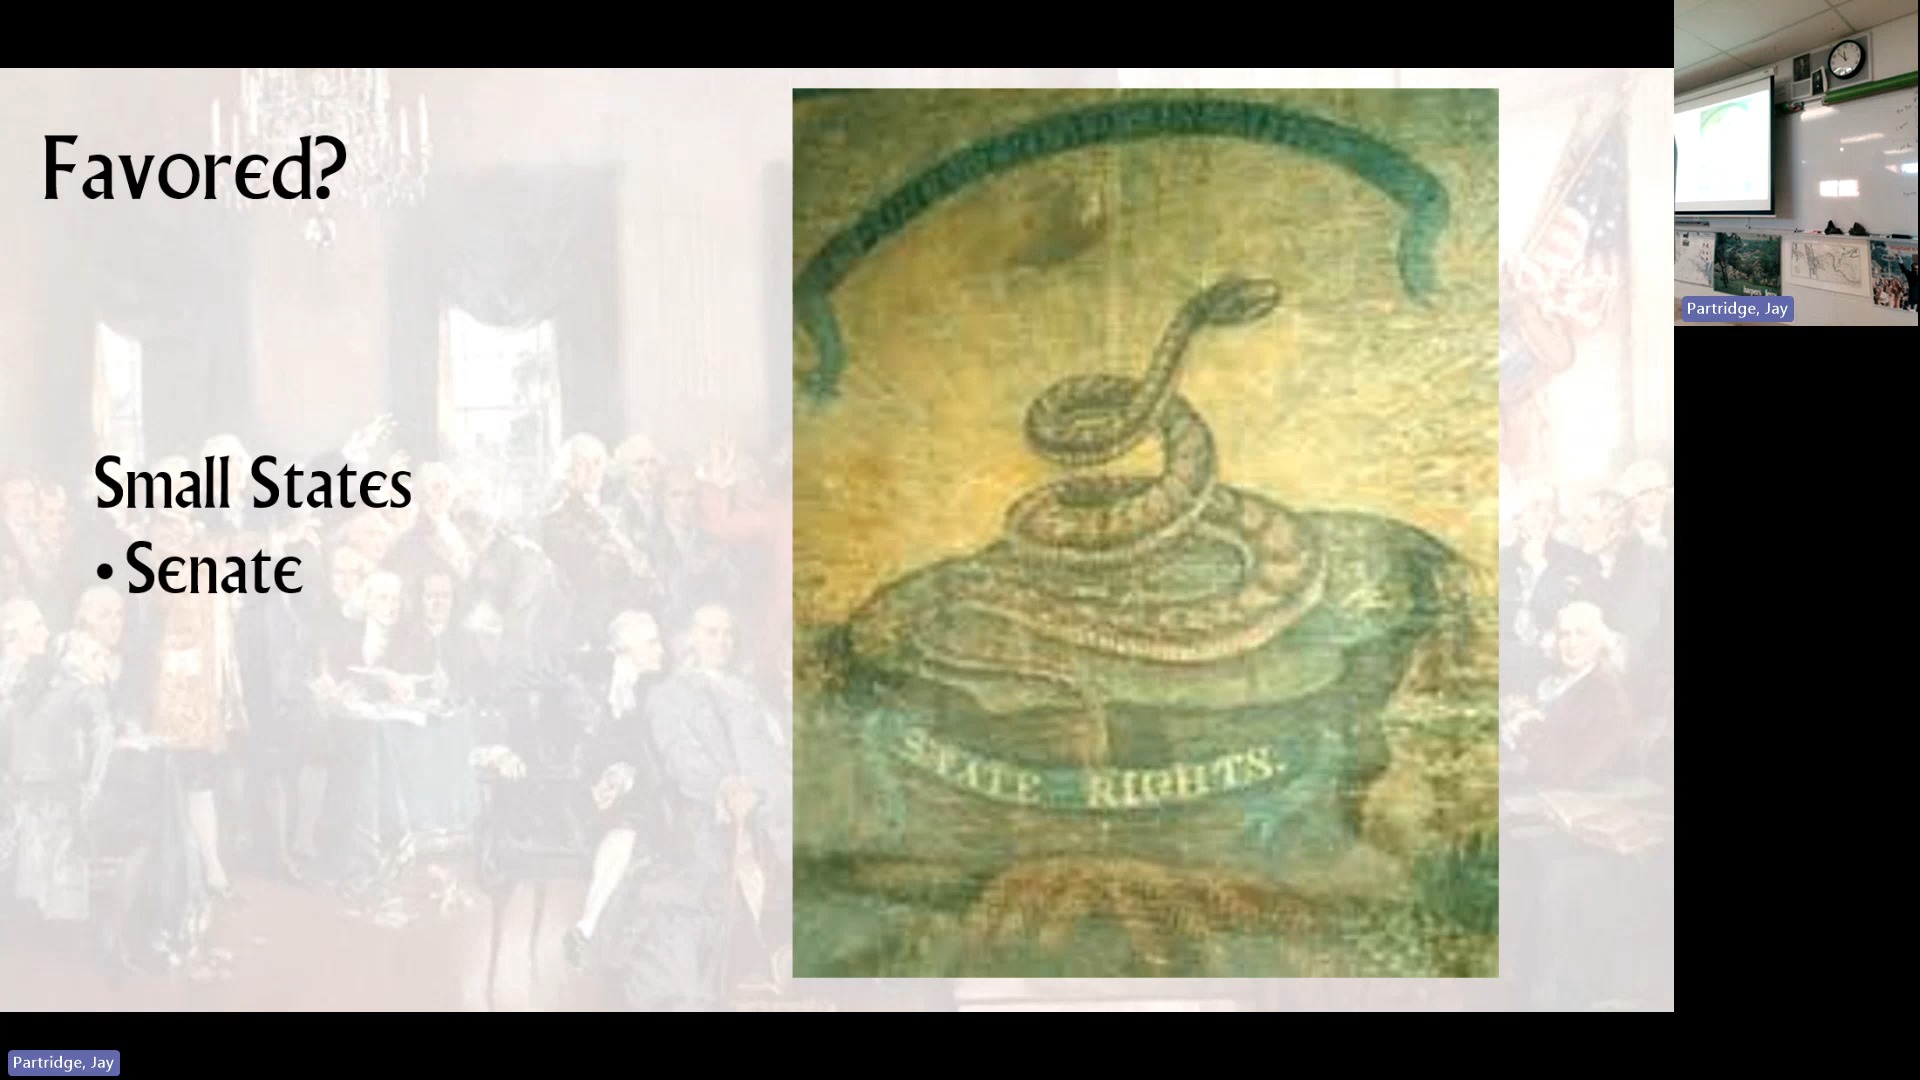 Favored?
Small States
• Senate
STATE RIGHTS.
Partridge, Jay
Partridge, Jay